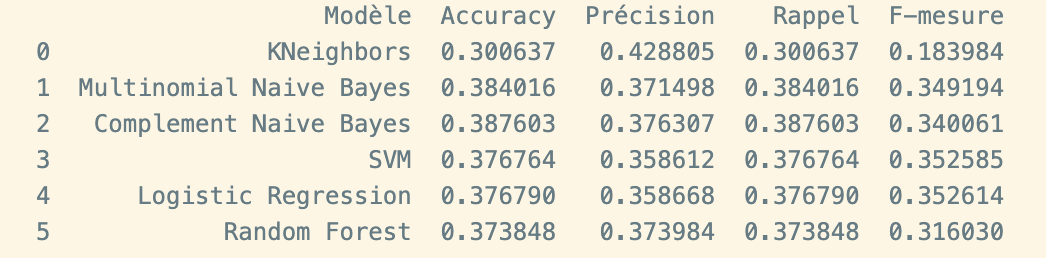 Modèle Accuracy Précision Rappel F-mesure
0 KNeighbors 0.300637 0.428805 0.300637 0.183984
1 Multinomial Naive Bayes 0.384016 0.371498 0.384016 0.349194
2 Complement Naive Bayes 0.387603 0.376307 0.387603 0.340061
3 SVM 0.376764 0.358612 0.376764 0.352585
4 Logistic Regression 0.376790 0.358668 0.376790 0.352614
5 Random Forest 0.373848 0.373984 0.373848 0.316030